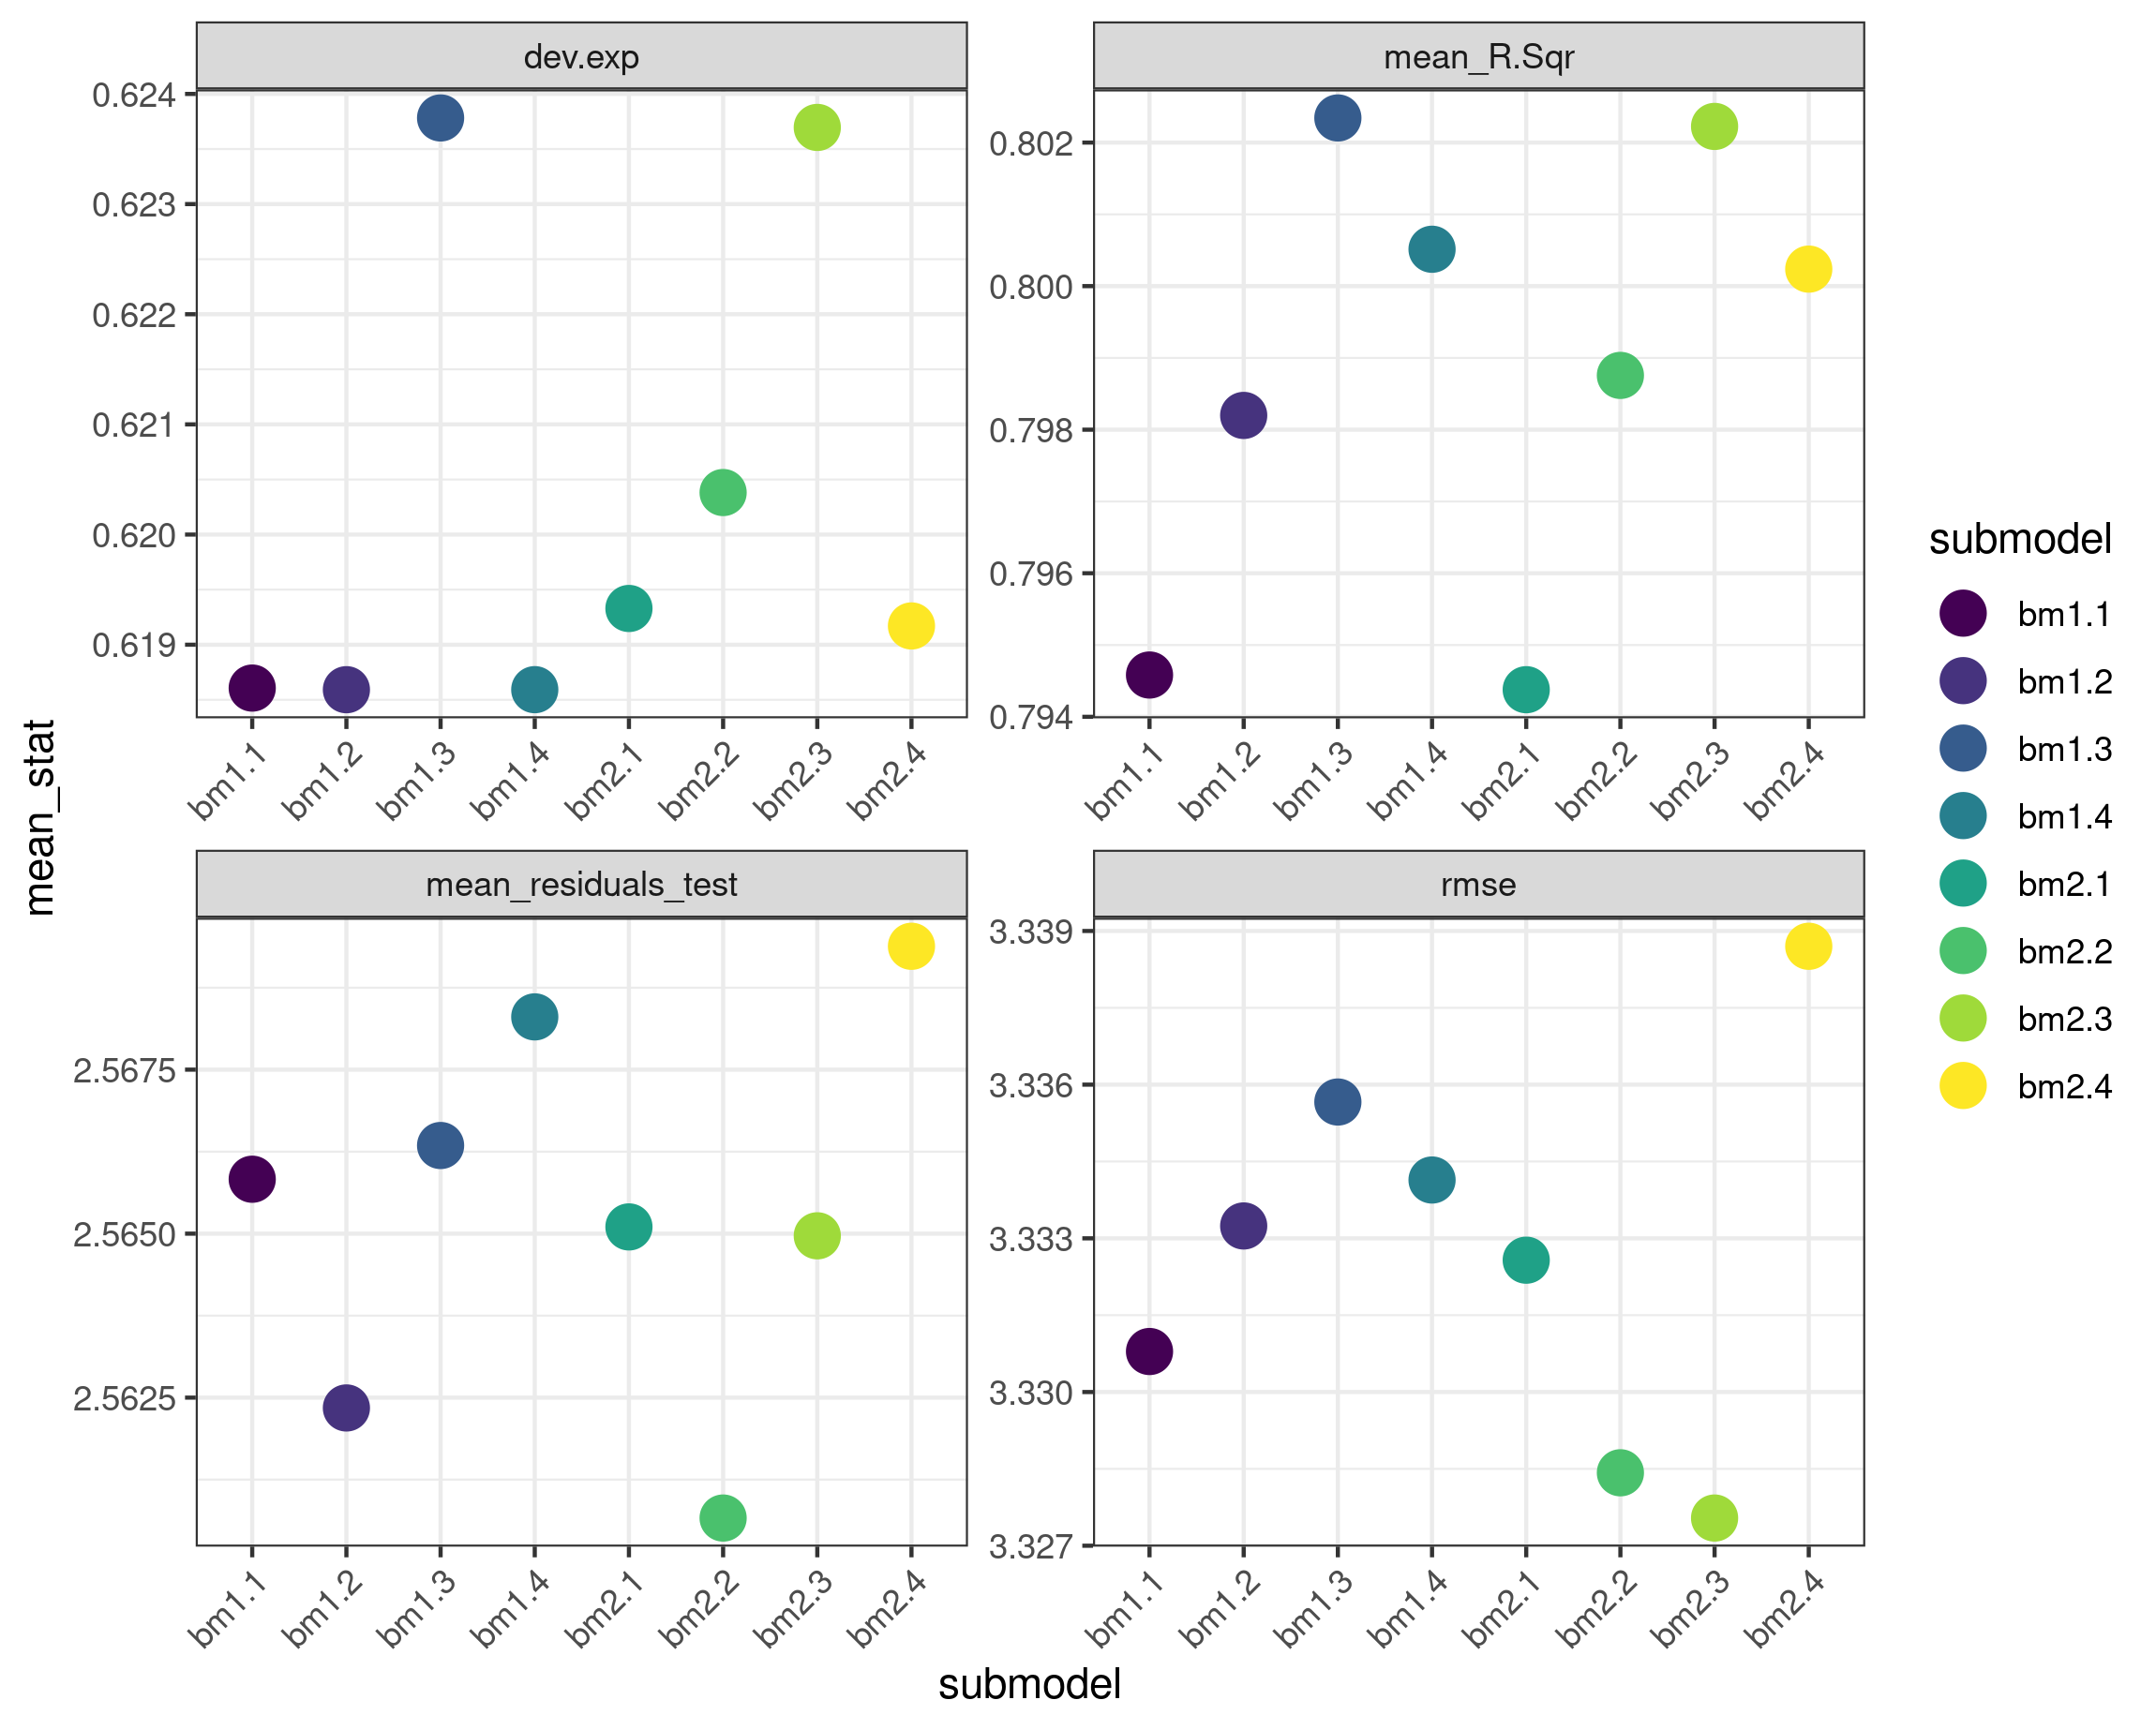 dev.exp
0.624
0.623
0.622
0.621
0.620
0.619
bm1.1
bm1.2
bm1.3
bm1.4
bm2.1
bm2.2
bm2.3
bm2.4
mean_R.Sqr
0.802
0.800
0.798
0.796
0.794
bm1.1
bm1.2
bm1.3
bm1.4
bm2.1
bm2.2
bm2.3
bm2.4
mean_stat
mean_residuals_test
2.5675
2.5650
2.5625
bm1.1
bm1.2
bm1.3
bm1.4
bm2.1
bm2.2
bm2.3
bm2.4
rmse
3.339
3.336
3.333
3.330
3.327
bm1.1
bm1.2
bm1.3
bm1.4
bm2.1
bm2.2
bm2.3
bm2.4
submodel
submodel
bm1.1
bm1.2
bm1.3
bm1.4
bm2.1
bm2.2
bm2.3
bm2.4